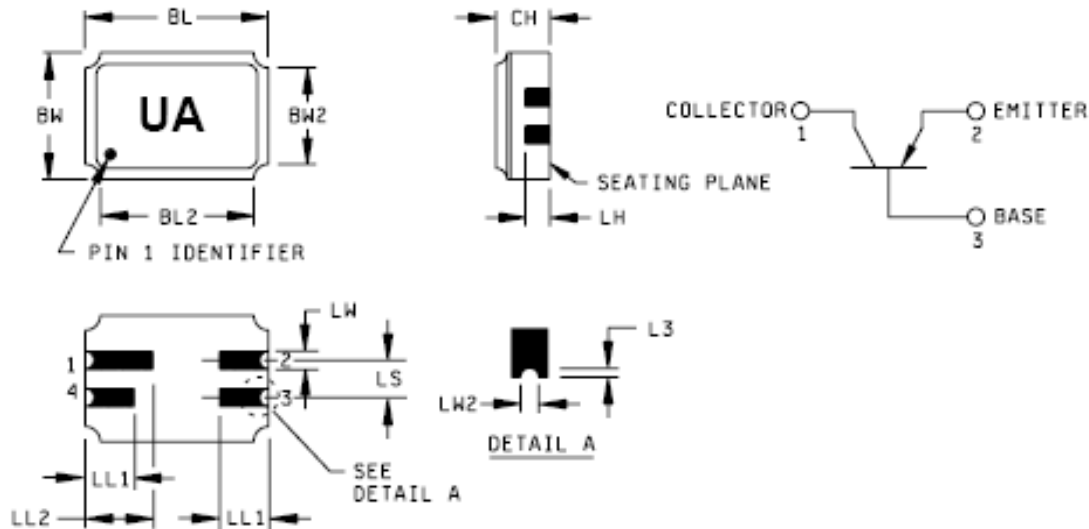 BL
CH
BW
UA
BW2
BL2
PIN 1 IDENTIFIER
SEATING PLANE
LH
COLLECTOR
1
EMITTER
2
BASE
3
LW
1
2
LS
4
3
LL1
LL2
LL1
SEE
DETAIL A
L3
LW2
DETAIL A